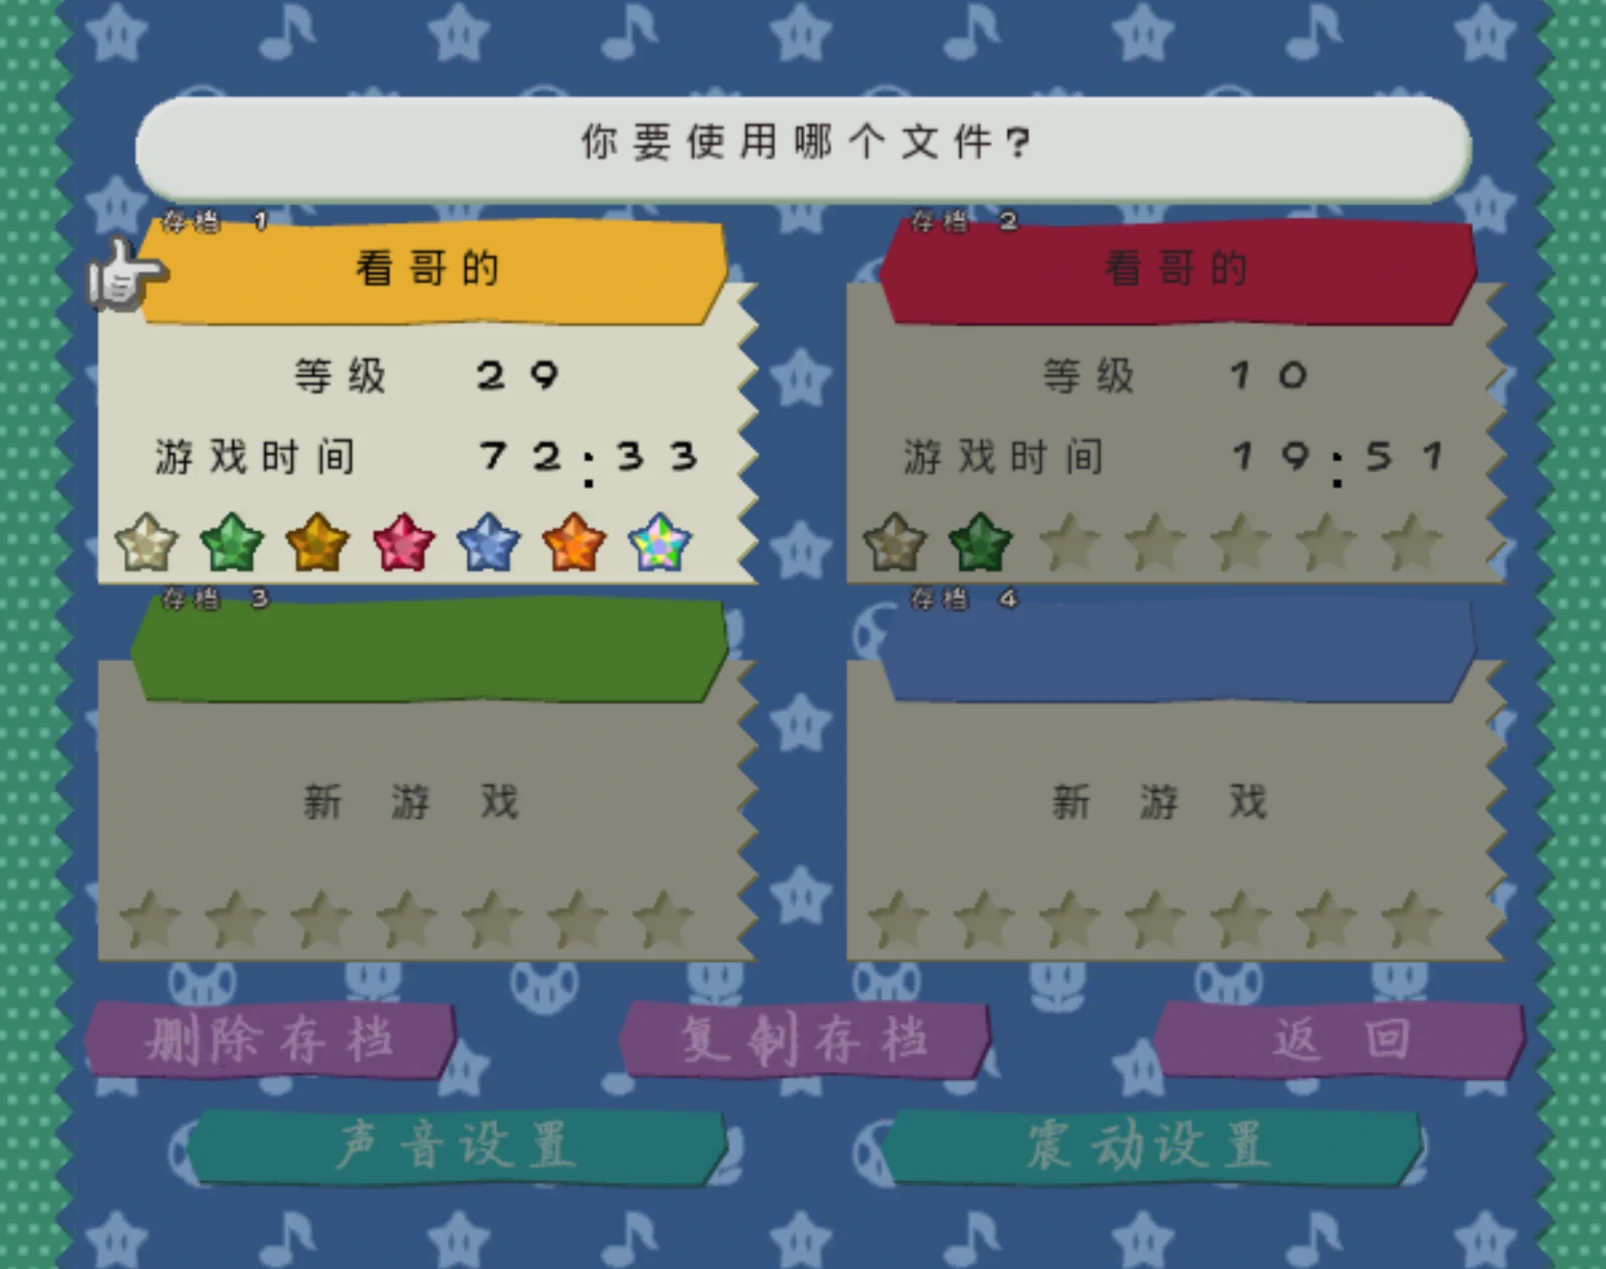 你要使用哪个文件?
存档 1
看哥的
等级 29
游戏时间 72:33
存档 2
看哥的
等级 10
游戏时间 19:51
存档 3
新游戏
存档 4
新游戏
删除存档
复制存档
返回
声音设置
震动设置